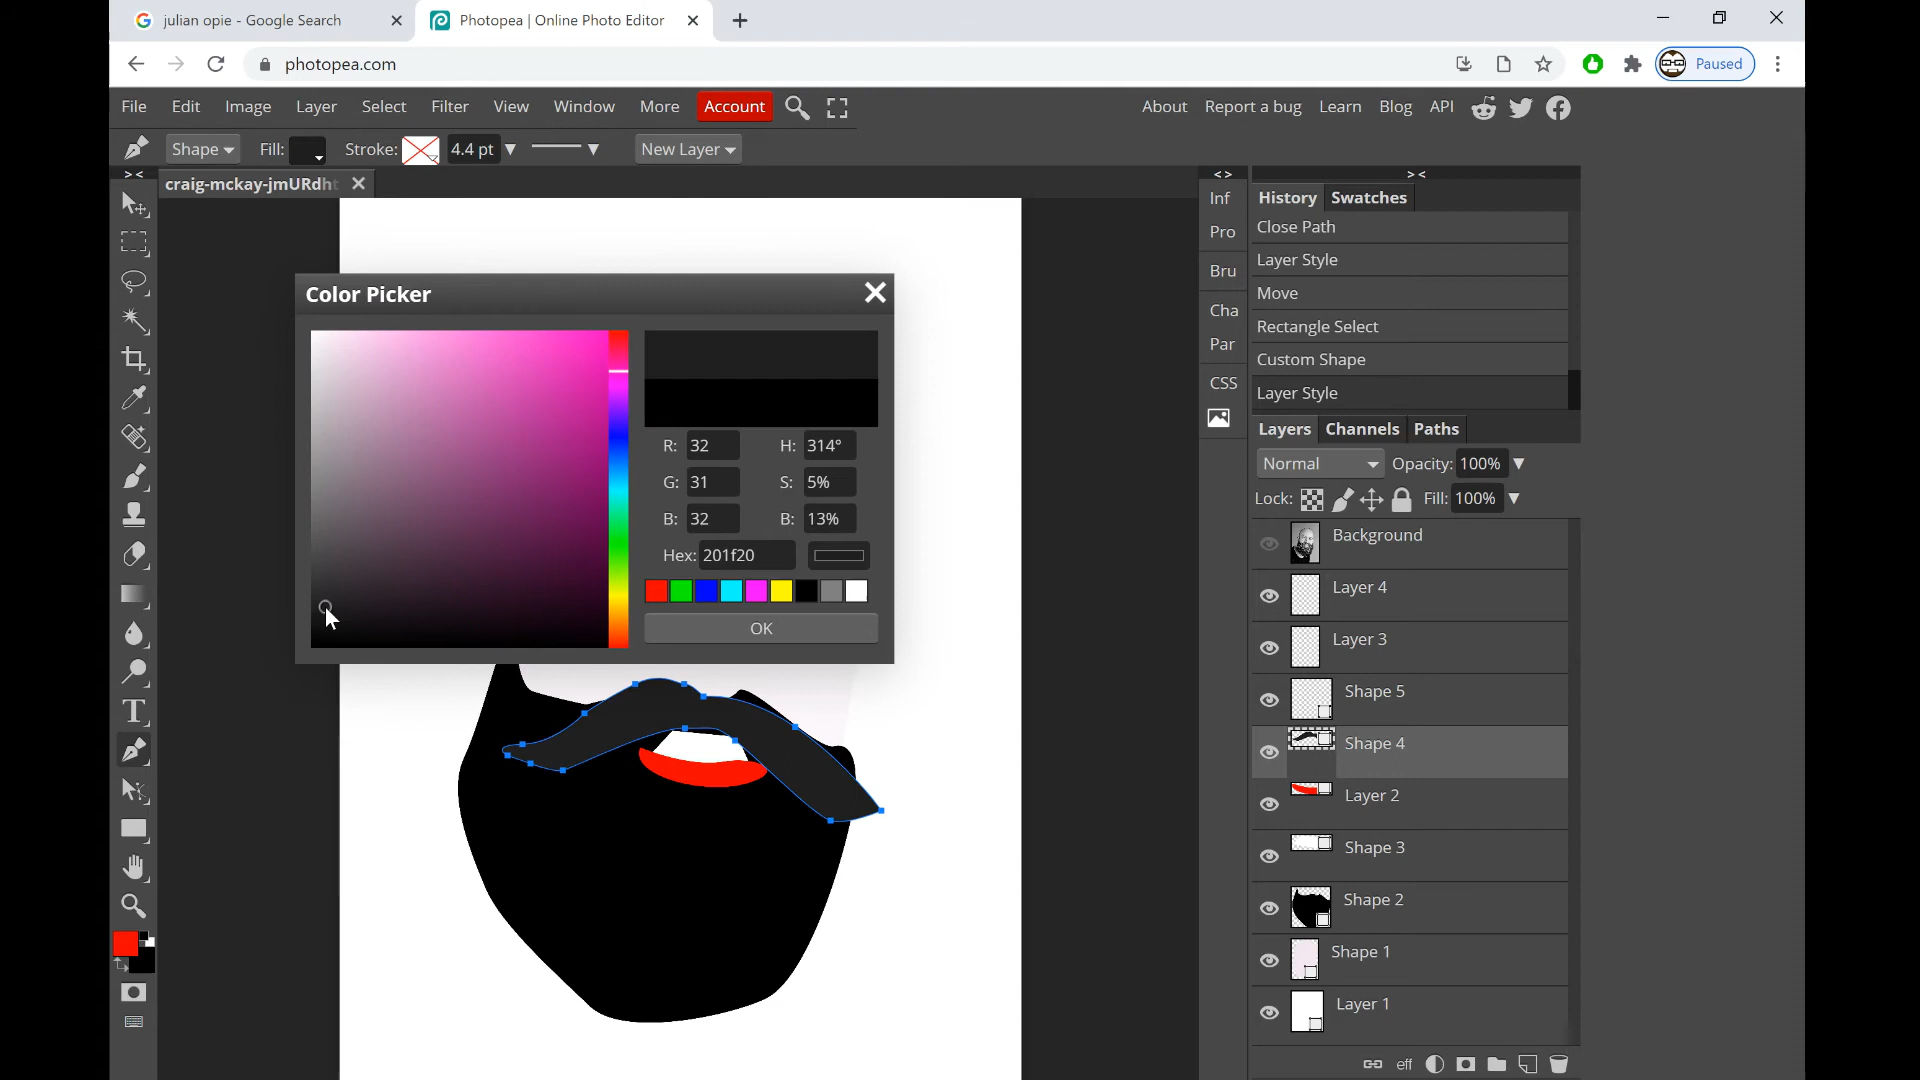 julian opie - Google Search
Photopea | Online Photo Editor
photopea.com
Paused
File Edit Image Layer Select Filter View Window More Account
About Report a bug Learn Blog API
Shape Fill: Stroke: 4.4 pt New Layer
craig-mckay-jmURdht
> <
< >
> <
Inf
Pro
Bru
Cha
Par
CSS
History Swatches
Close Path
Layer Style
Move
Rectangle Select
Custom Shape
Layer Style
Color Picker
R: 32 H: 314°
G: 31 S: 5%
B: 32 B: 13%
Hex: 201f20
OK
Layers Channels Paths
Normal Opacity: 100%
Lock: Fill: 100%
Background
Layer 4
Layer 3
Shape 5
Shape 4
Layer 2
Shape 3
Shape 2
Shape 1
Layer 1
eff